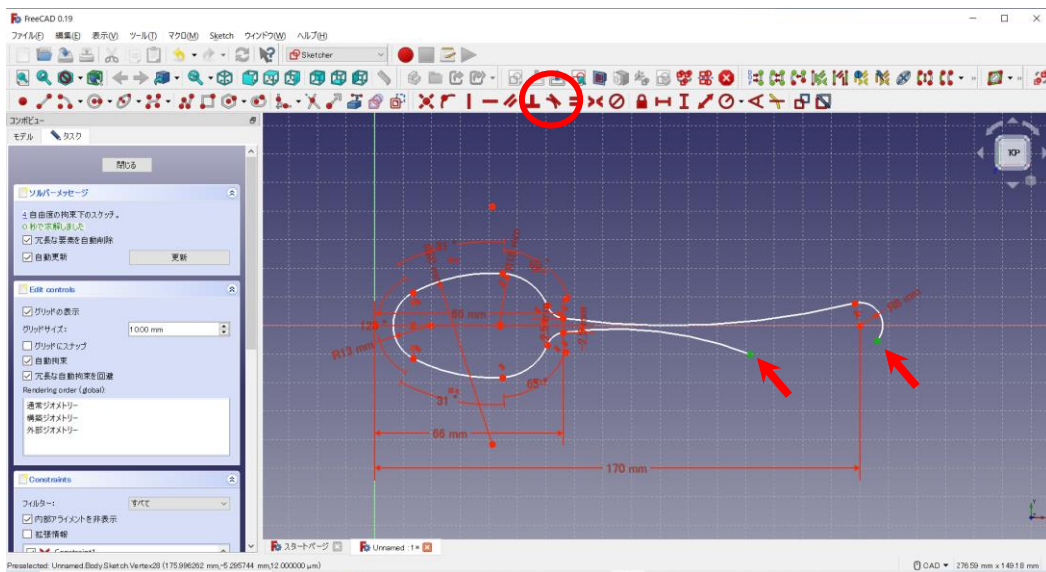 FreeCAD 0.19
ファイル(F) 編集(E) 表示(V) ツール(T) マクロ(M) Sketch ウインドウ(W) ヘルプ(H)
Sketcher
コンボビュー
モデル タスク
閉じる
ソルバーメッセージ
4 自由度の拘束下のスケッチ。
0 秒で求解しました
冗長な要素を自動削除
自動更新 更新
Edit controls
グリッドの表示
グリッドサイズ: 10.00 mm
グリッドにスナップ
自動拘束
冗長な自動拘束を回避
Rendering order (global):
通常ジオメトリー
構築ジオメトリー
外部ジオメトリー
Constraints
フィルター: すべて
内部アライメントを非表示
拡張情報
Constraint1
TOP
R13 mm
66 mm
31 °
65 °
66 mm
170 mm
スタートページ Unnamed : 1*
Preselected: Unnamed.Body.Sketch.Vertex28 (175.996262 mm,-5.295744 mm,12.000000 μm)
CAD 276.59 mm x 149.18 mm